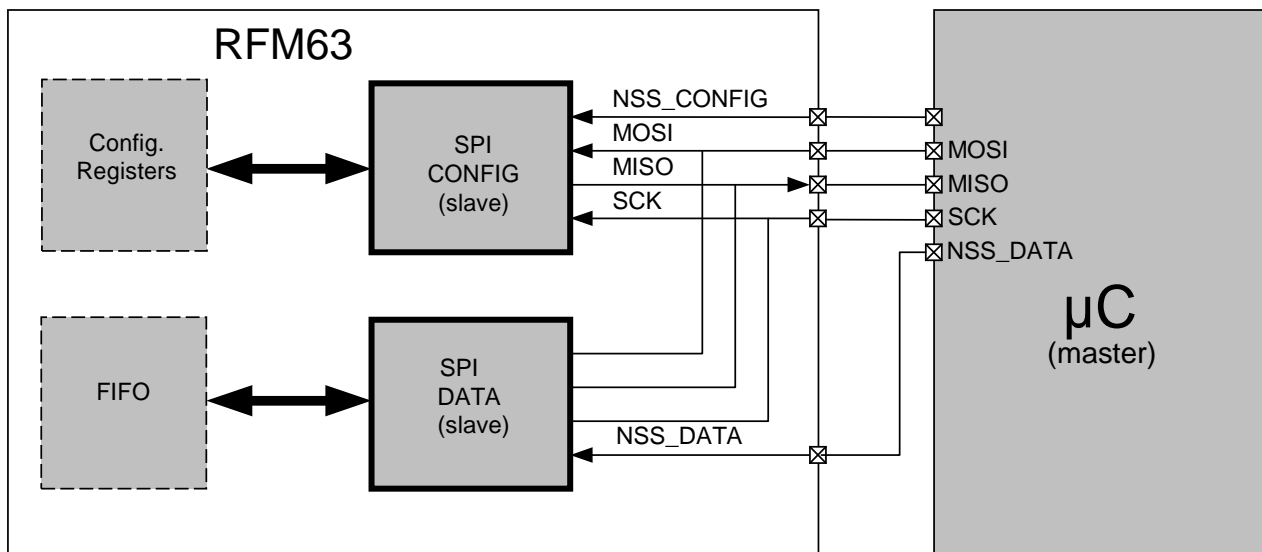 RFM63
Config.
Registers
SPI
CONFIG
(slave)
NSS_CONFIG
MOSI
MISO
SCK
MOSI
MISO
SCK
NSS_DATA
µC
(master)
FIFO
SPI
DATA
(slave)
NSS_DATA